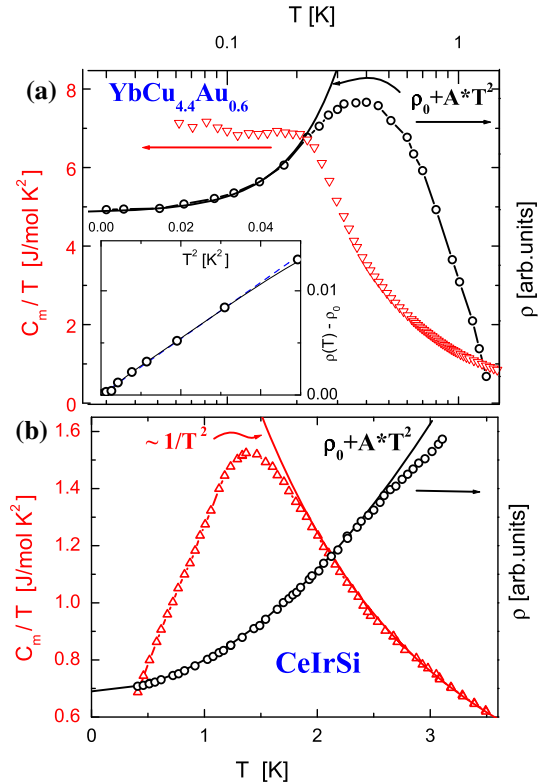 T [K]
0.1 1
(a)
YbCu4.4Au0.6
ρ0+A*T²
8
6
4
2
0
Cm / T [J/mol K²]
ρ [arb.units]
0.00 0.02 0.04
T² [K²]
0.01
0.00
ρ(T) - ρ0
(b)
~ 1/T²
ρ0+A*T²
1.6
1.4
1.2
1.0
0.8
0.6
Cm / T [J/mol K²]
ρ [arb.units]
CeIrSi
0 1 2 3
T [K]